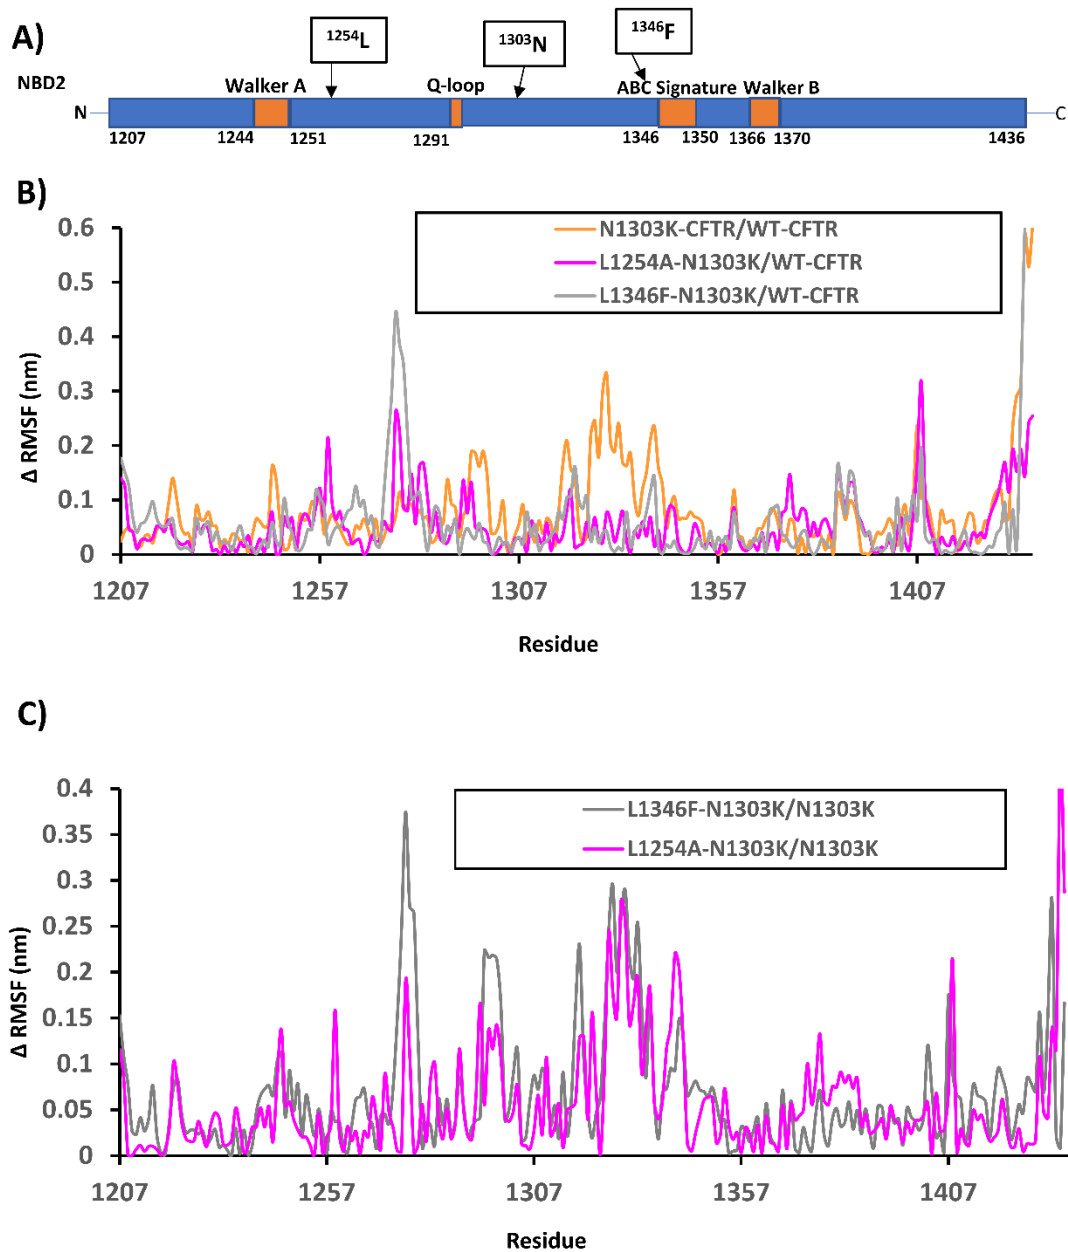 A)
¹²⁵⁴L
¹³⁰³N
¹³⁴⁶F
NBD2
Walker A
Q-loop
ABC Signature
Walker B
N
C
1207
1244
1251
1291
1346
1350
1366
1370
1436
B)
0.6
0.5
0.4
0.3
0.2
0.1
0
Δ RMSF (nm)
N1303K-CFTR/WT-CFTR
L1254A-N1303K/WT-CFTR
L1346F-N1303K/WT-CFTR
1207
1257
1307
1357
1407
Residue
C)
0.4
0.35
0.3
0.25
0.2
0.15
0.1
0.05
0
Δ RMSF (nm)
L1346F-N1303K/N1303K
L1254A-N1303K/N1303K
1207
1257
1307
1357
1407
Residue